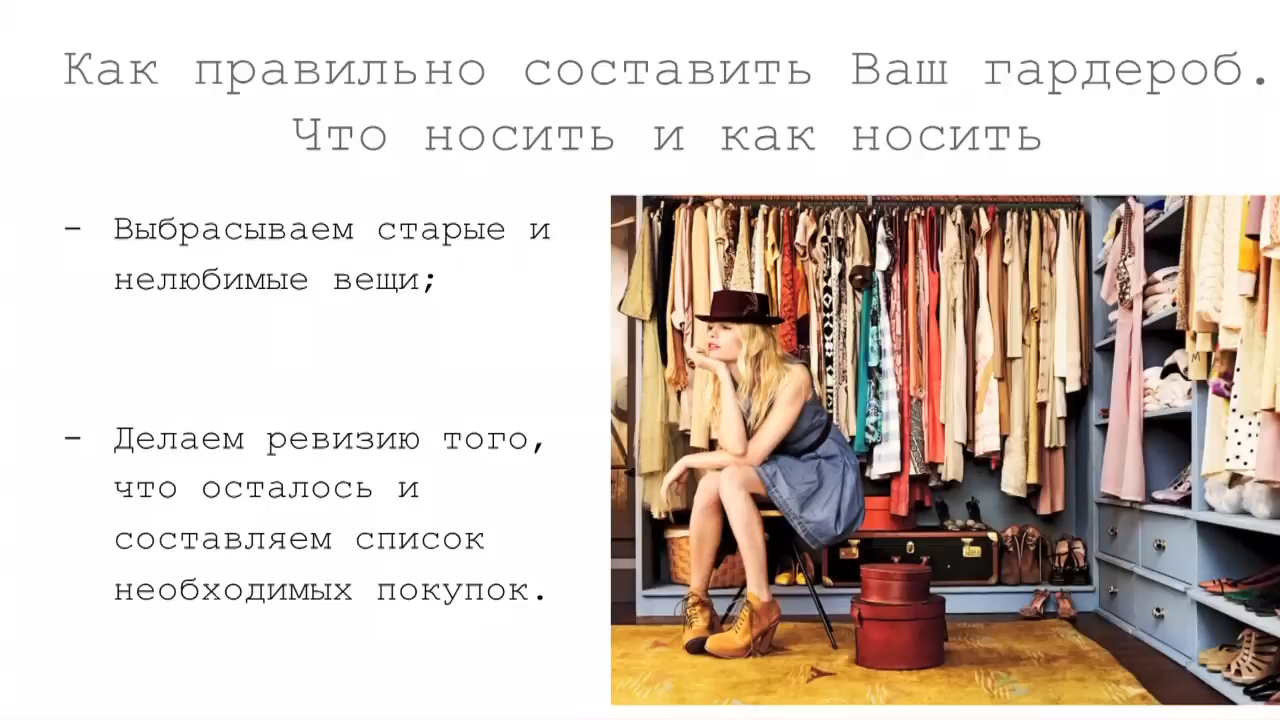 Как правильно составить Ваш гардероб.
Что носить и как носить
- Выбрасываем старые и
нелюбимые вещи;
- Делаем ревизию того,
что осталось и
составляем список
необходимых покупок.